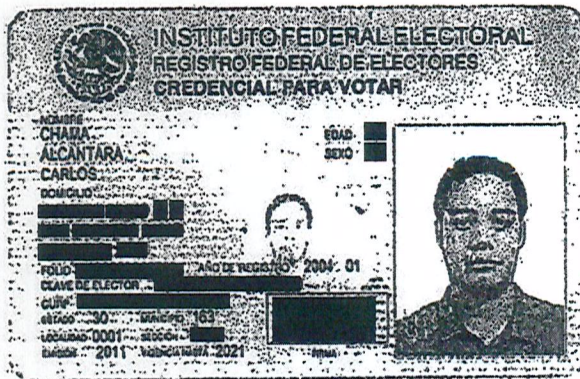 INSTITUTO FEDERAL ELECTORAL
REGISTRO FEDERAL DE ELECTORES
CREDENCIAL PARA VOTAR
NOMBRE
CHAMA
ALCANTARA
CARLOS
EDAD
SEXO
DOMICILIO
FOLIO AÑO DE REGISTRO 2004 01
CLAVE DE ELECTOR
CURP
ESTADO 30 MUNICIPIO 163
LOCALIDAD 0001 SECCIÓN
EMISIÓN 2011 VIGENCIA HASTA 2021
FIRMA